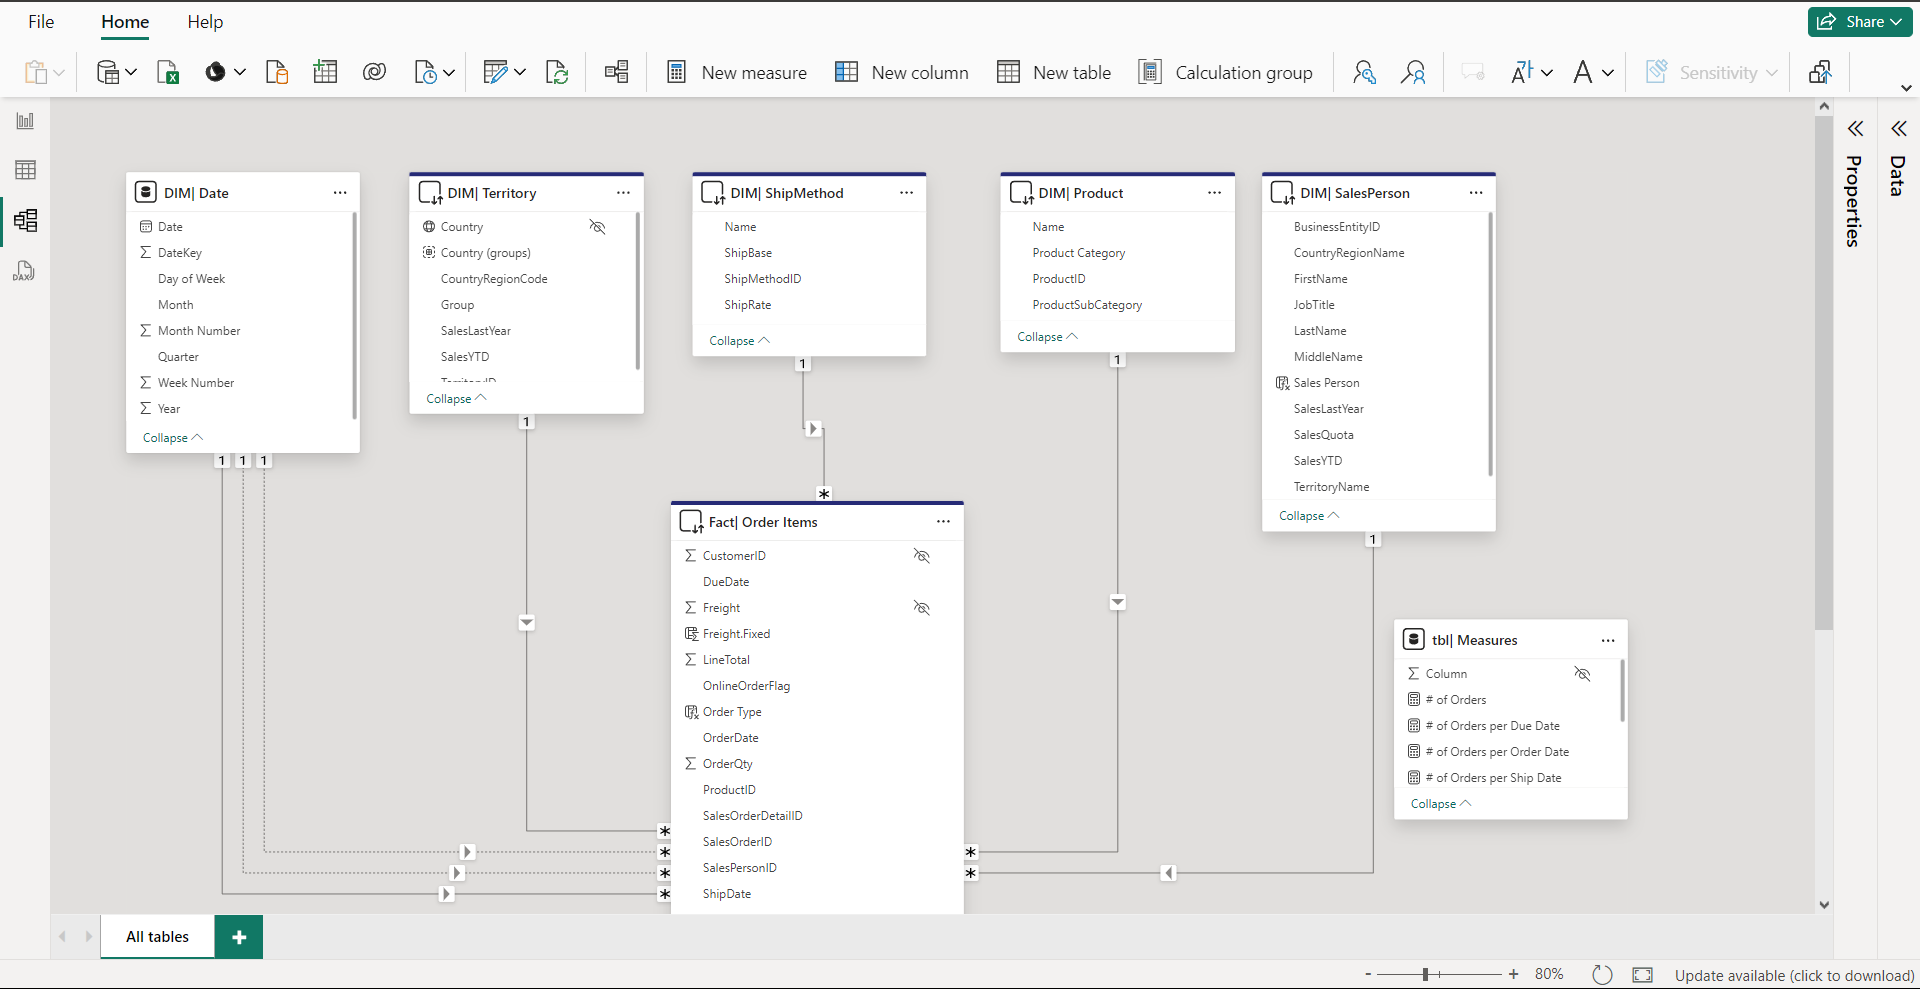 File
Home
Help
Share
New measure
New column
New table
Calculation group
Sensitivity
DIM| Date
Date
DateKey
Day of Week
Month
Month Number
Quarter
Week Number
Year
Collapse
DIM| Territory
Country
Country (groups)
CountryRegionCode
Group
SalesLastYear
SalesYTD
TerritoryID
Collapse
DIM| ShipMethod
Name
ShipBase
ShipMethodID
ShipRate
Collapse
DIM| Product
Name
Product Category
ProductID
ProductSubCategory
Collapse
DIM| SalesPerson
BusinessEntityID
CountryRegionName
FirstName
JobTitle
LastName
MiddleName
Sales Person
SalesLastYear
SalesQuota
SalesYTD
TerritoryName
Collapse
1 1 1
1
1
1
1
*
Fact| Order Items
CustomerID
DueDate
Freight
Freight.Fixed
LineTotal
OnlineOrderFlag
Order Type
OrderDate
OrderQty
ProductID
SalesOrderDetailID
SalesOrderID
SalesPersonID
ShipDate
*
*
*
*
*
*
tbl| Measures
Column
# of Orders
# of Orders per Due Date
# of Orders per Order Date
# of Orders per Ship Date
Collapse
Properties
Data
DAX
All tables
+
- + 80%
Update available (click to download)